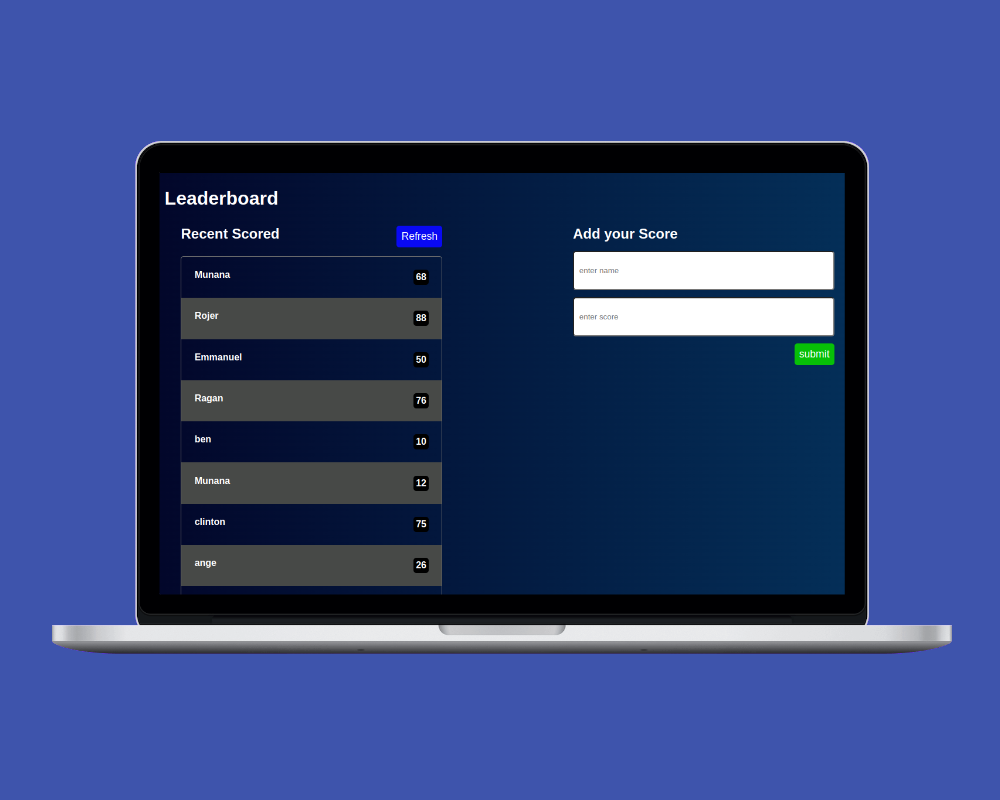 Leaderboard
Recent Scored
Refresh
Munana 68
Rojer 88
Emmanuel 50
Ragan 76
ben 10
Munana 12
clinton 75
ange 26
Add your Score
enter name
enter score
submit